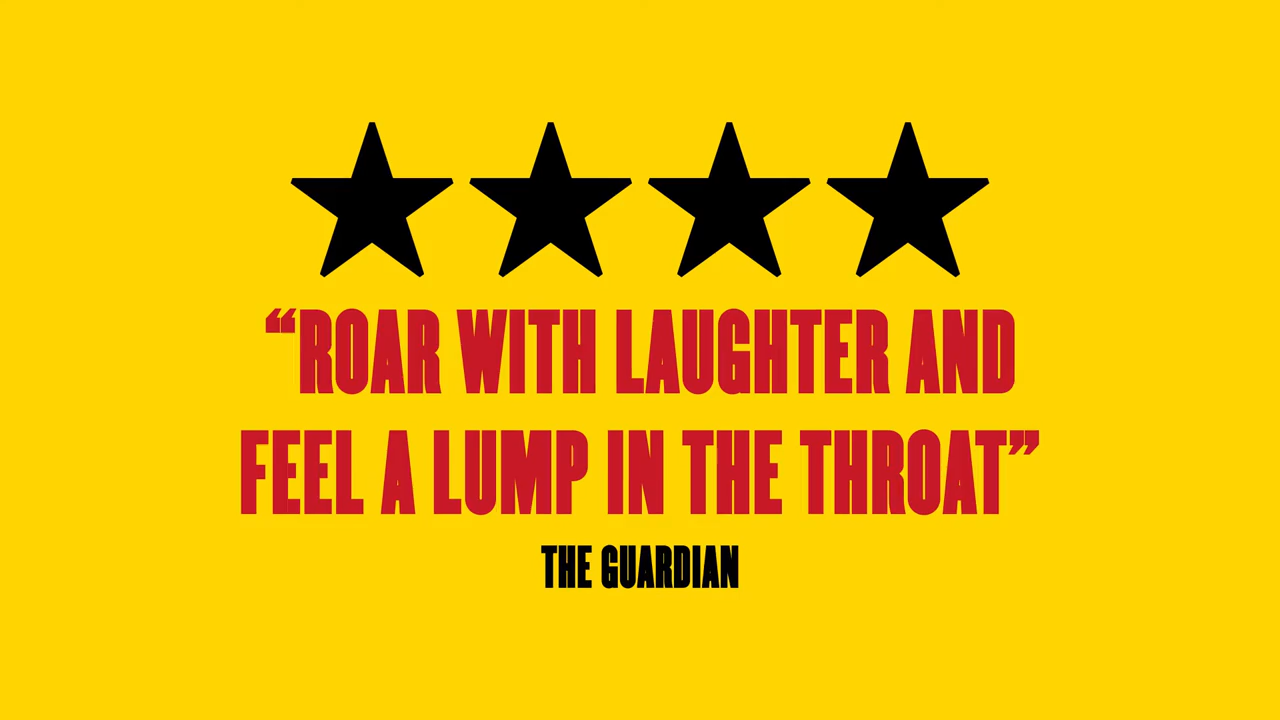 “ROAR WITH LAUGHTER AND
FEEL A LUMP IN THE THROAT”
THE GUARDIAN